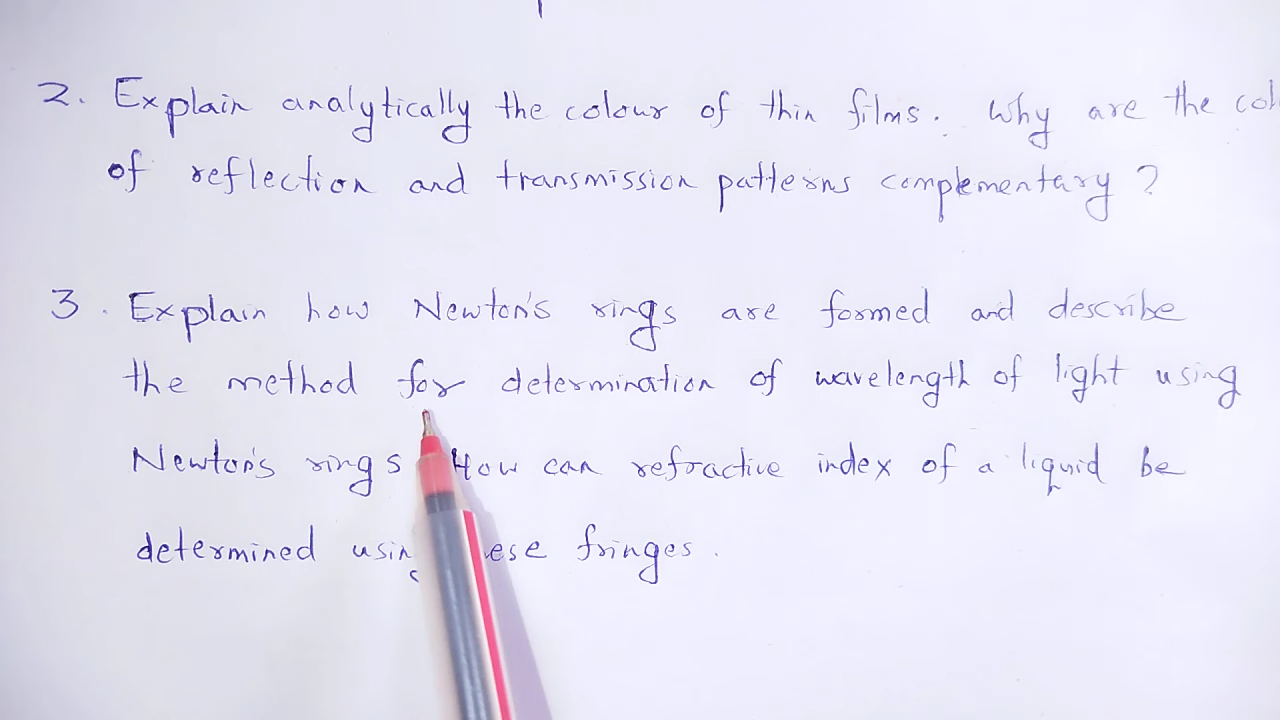 2. Explain analytically the colour of thin films. Why are the
of reflection and transmission patterns complementary ?
3. Explain how Newton's rings are formed and describe
the method for determination of wavelength of light using
Newton's rings How can refractive index of a liquid be
determined fringes.